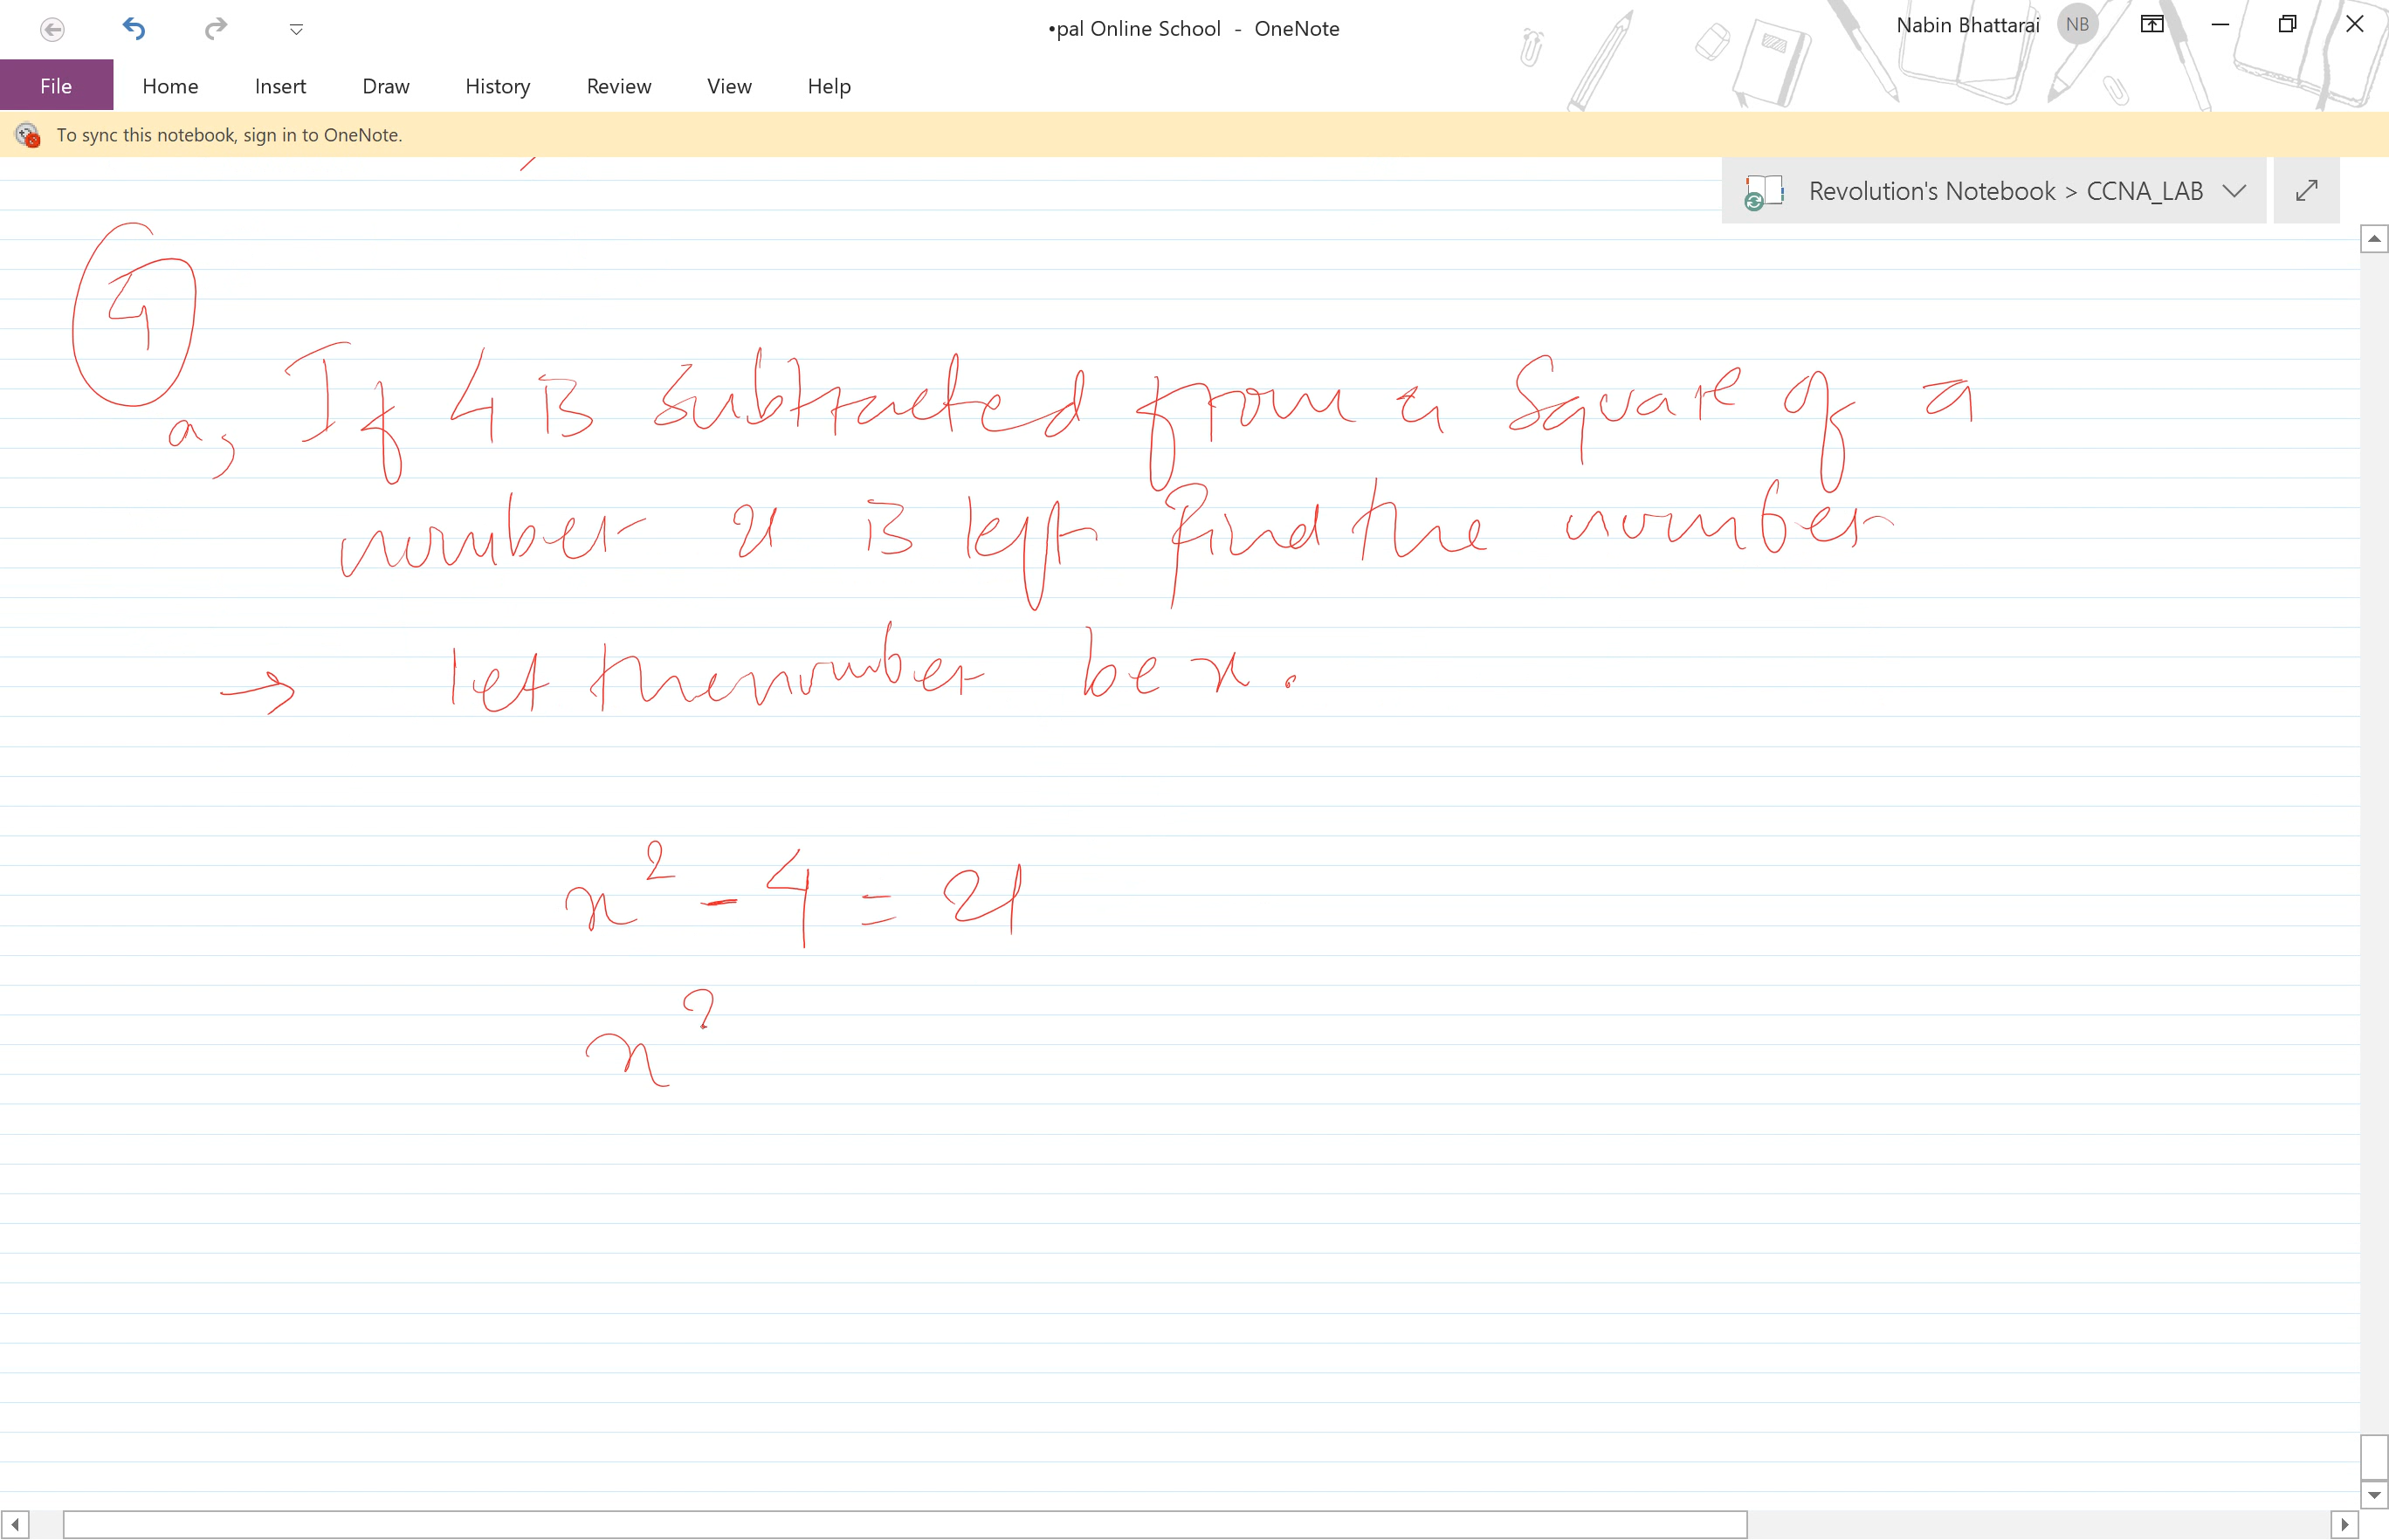 •pal Online School - OneNote
Nabin Bhattarai NB
File Home Insert Draw History Review View Help
To sync this notebook, sign in to OneNote.
Revolution's Notebook > CCNA_LAB
4
a, If 4 is subtracted from a square of a
number 21 is left find the number
→ let the number be x.
x² - 4 = 21
x²